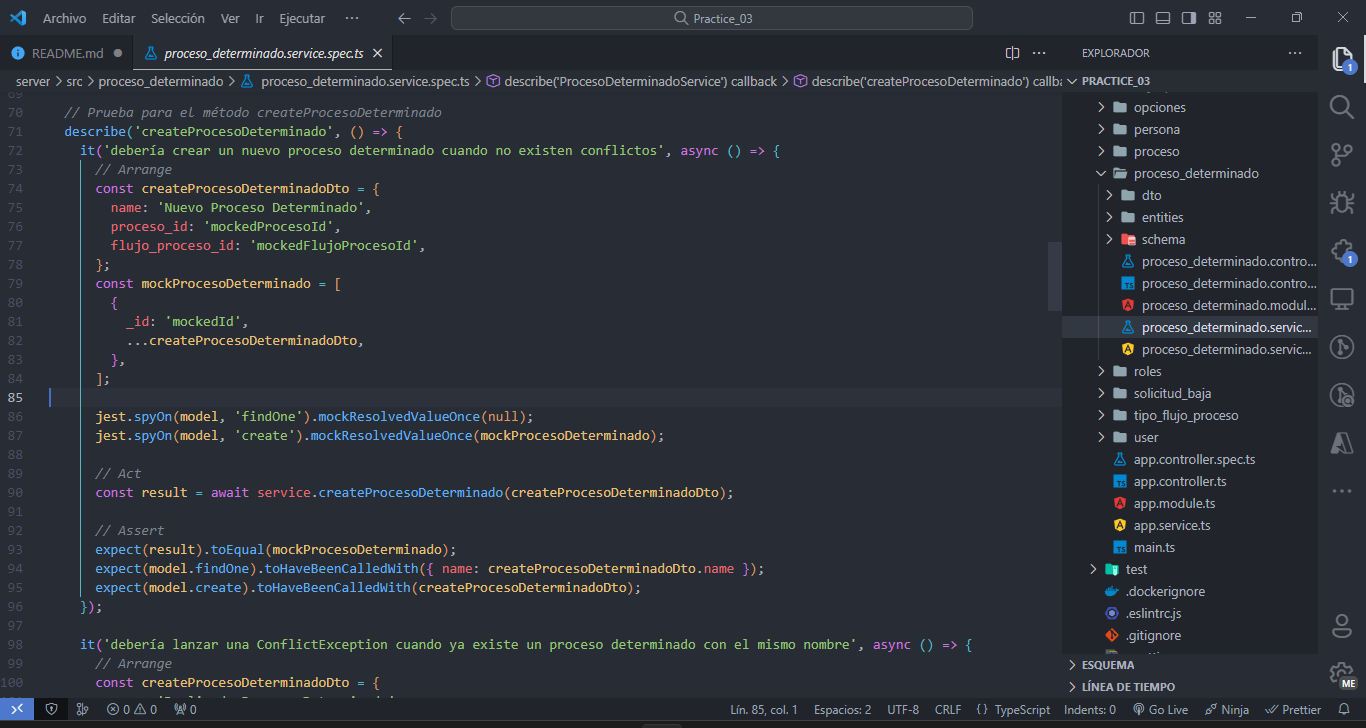 Archivo Editar Selección Ver Ir Ejecutar ··· Practice_03
README.md ● proceso_determinado.service.spec.ts
server > src > proceso_determinado > proceso_determinado.service.spec.ts > describe('ProcesoDeterminadoService') callback > describe('createProcesoDeterminado') callba
69
70 // Prueba para el método createProcesoDeterminado
71 describe('createProcesoDeterminado', () => {
72 it('debería crear un nuevo proceso determinado cuando no existen conflictos', async () => {
73 // Arrange
74 const createProcesoDeterminadoDto = {
75 name: 'Nuevo Proceso Determinado',
76 proceso_id: 'mockedProcesoId',
77 flujo_proceso_id: 'mockedFlujoProcesoId',
78 };
79 const mockProcesoDeterminado = [
80 {
81 _id: 'mockedId',
82 ...createProcesoDeterminadoDto,
83 },
84 ];
85
86 jest.spyOn(model, 'findOne').mockResolvedValueOnce(null);
87 jest.spyOn(model, 'create').mockResolvedValueOnce(mockProcesoDeterminado);
88
89 // Act
90 const result = await service.createProcesoDeterminado(createProcesoDeterminadoDto);
91
92 // Assert
93 expect(result).toEqual(mockProcesoDeterminado);
94 expect(model.findOne).toHaveBeenCalledWith({ name: createProcesoDeterminadoDto.name });
95 expect(model.create).toHaveBeenCalledWith(createProcesoDeterminadoDto);
96 });
97
98 it('debería lanzar una ConflictException cuando ya existe un proceso determinado con el mismo nombre', async () => {
99 // Arrange
100 const createProcesoDeterminadoDto = {
EXPLORADOR
PRACTICE_03
opciones
persona
proceso
proceso_determinado
dto
entities
schema
proceso_determinado.contro...
proceso_determinado.contro...
proceso_determinado.modul...
proceso_determinado.servic...
proceso_determinado.servic...
roles
solicitud_baja
tipo_flujo_proceso
user
app.controller.spec.ts
app.controller.ts
app.module.ts
app.service.ts
main.ts
test
.dockerignore
.eslintrc.js
.gitignore
ESQUEMA
LÍNEA DE TIEMPO
1
1
ME
0 0 0 Lín. 85, col. 1 Espacios: 2 UTF-8 CRLF {} TypeScript Indents: 0 Go Live Ninja Prettier